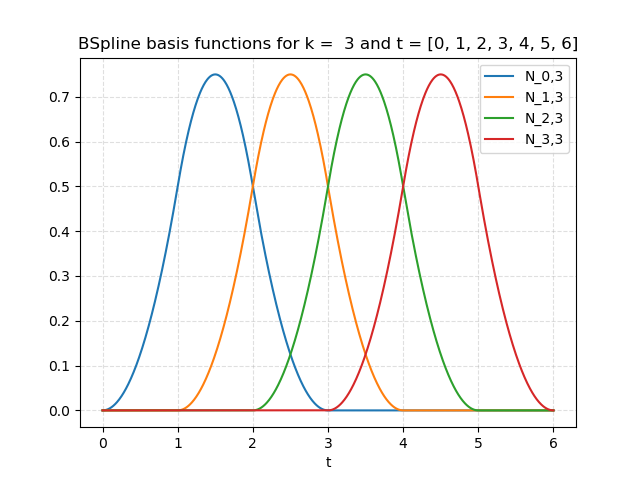 BSpline basis functions for k =  3 and t = [0, 1, 2, 3, 4, 5, 6]
N_0,3
N_1,3
N_2,3
N_3,3
0.7
0.6
0.5
0.4
0.3
0.2
0.1
0.0
0 1 2 3 4 5 6
t